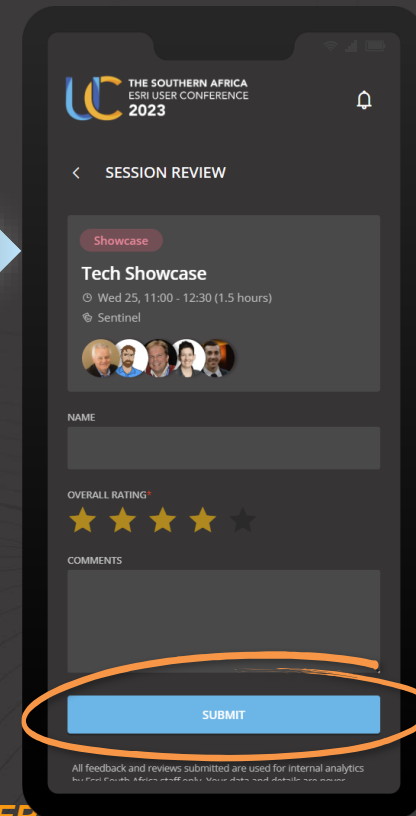 UC
THE SOUTHERN AFRICA
ESRI USER CONFERENCE
2023
SESSION REVIEW
Showcase
Tech Showcase
Wed 25, 11:00 - 12:30 (1.5 hours)
Sentinel
NAME
OVERALL RATING*
COMMENTS
SUBMIT
All feedback and reviews submitted are used for internal analytics
by Esri South Africa staff only. Your data and details are never